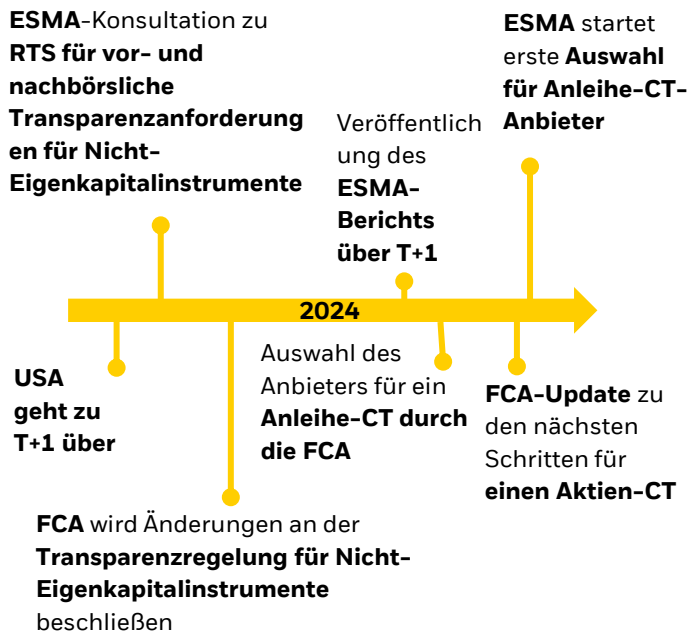 ESMA-Konsultation zu
RTS für vor- und
nachbörsliche
Transparenzanforderung
en für Nicht-
Eigenkapitalinstrumente
Veröffentlich
ung des
ESMA-
Berichts
über T+1
ESMA startet
erste Auswahl
für Anleihe-CT-
Anbieter
2024
USA
geht zu
T+1 über
Auswahl des
Anbieters für ein
Anleihe-CT durch
die FCA
FCA-Update zu
den nächsten
Schritten für
einen Aktien-CT
FCA wird Änderungen an der
Transparenzregelung für Nicht-
Eigenkapitalinstrumente
beschließen